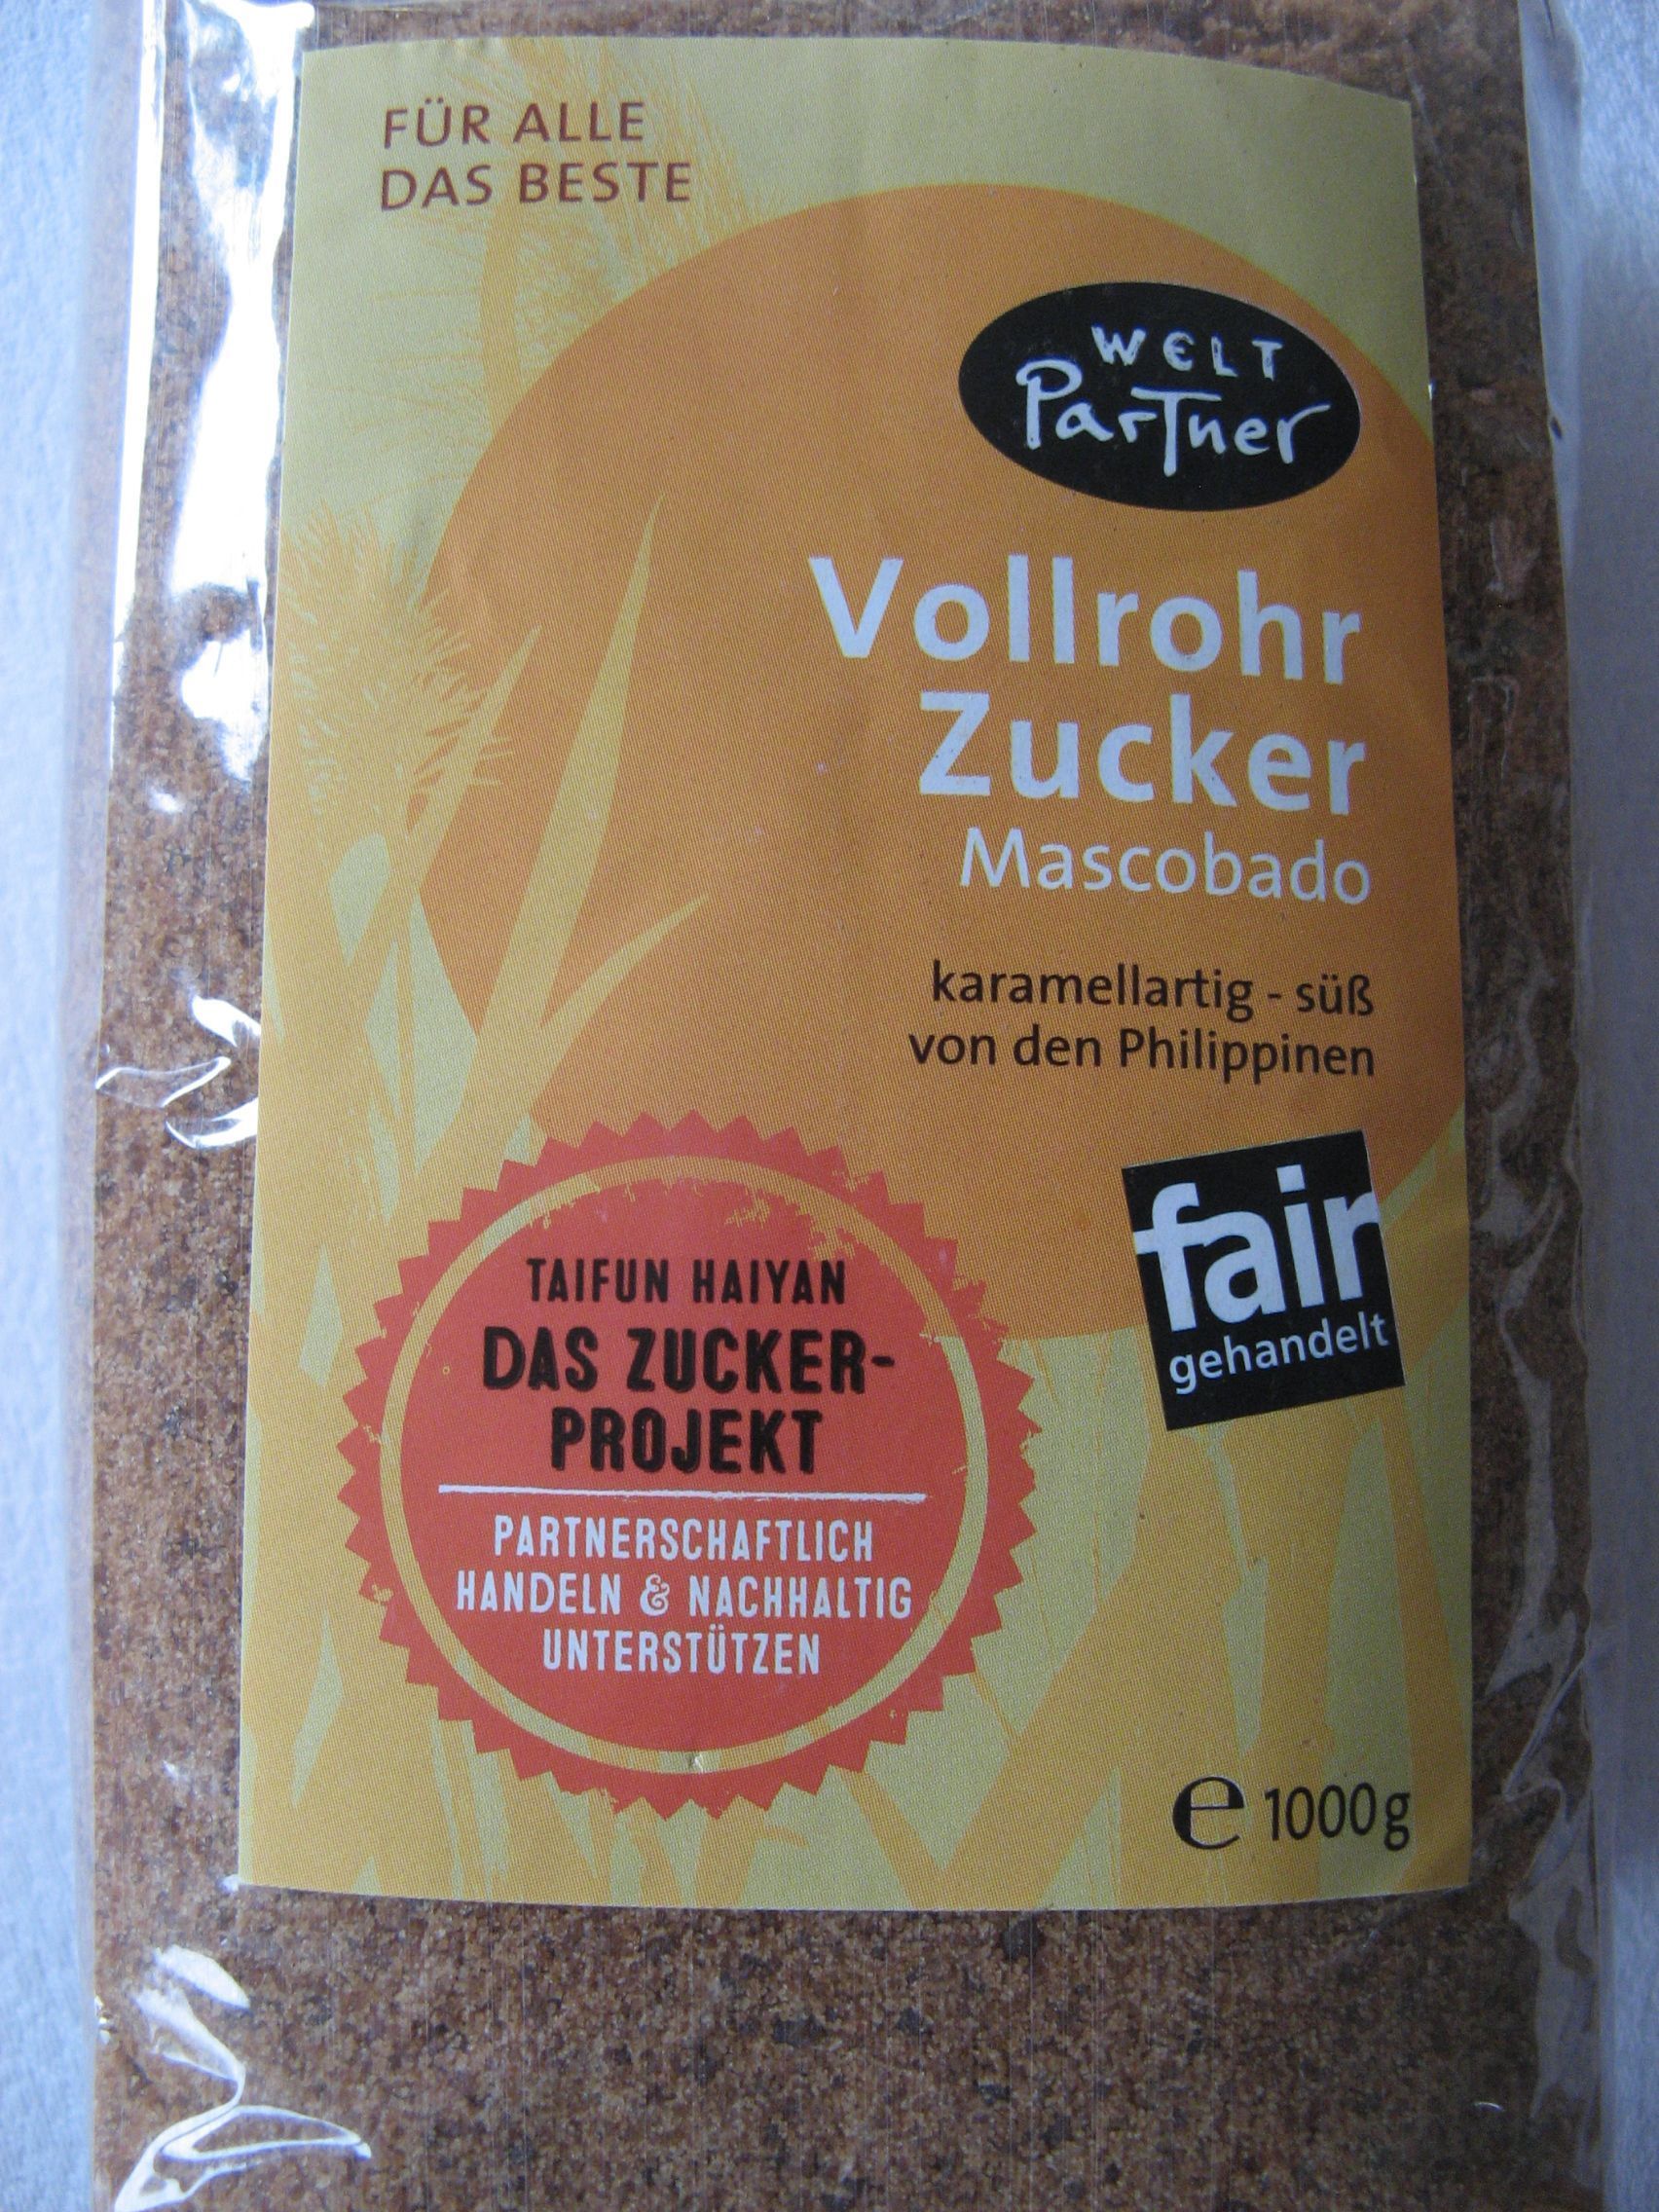 FÜR ALLE
DAS BESTE
WELT
Partner
Vollrohr
Zucker
Mascobado
karamellartig - süß
von den Philippinen
fair
gehandelt
TAIFUN HAIYAN
DAS ZUCKER-
PROJEKT
PARTNERSCHAFTLICH
HANDELN & NACHHALTIG
UNTERSTÜTZEN
℮ 1000g